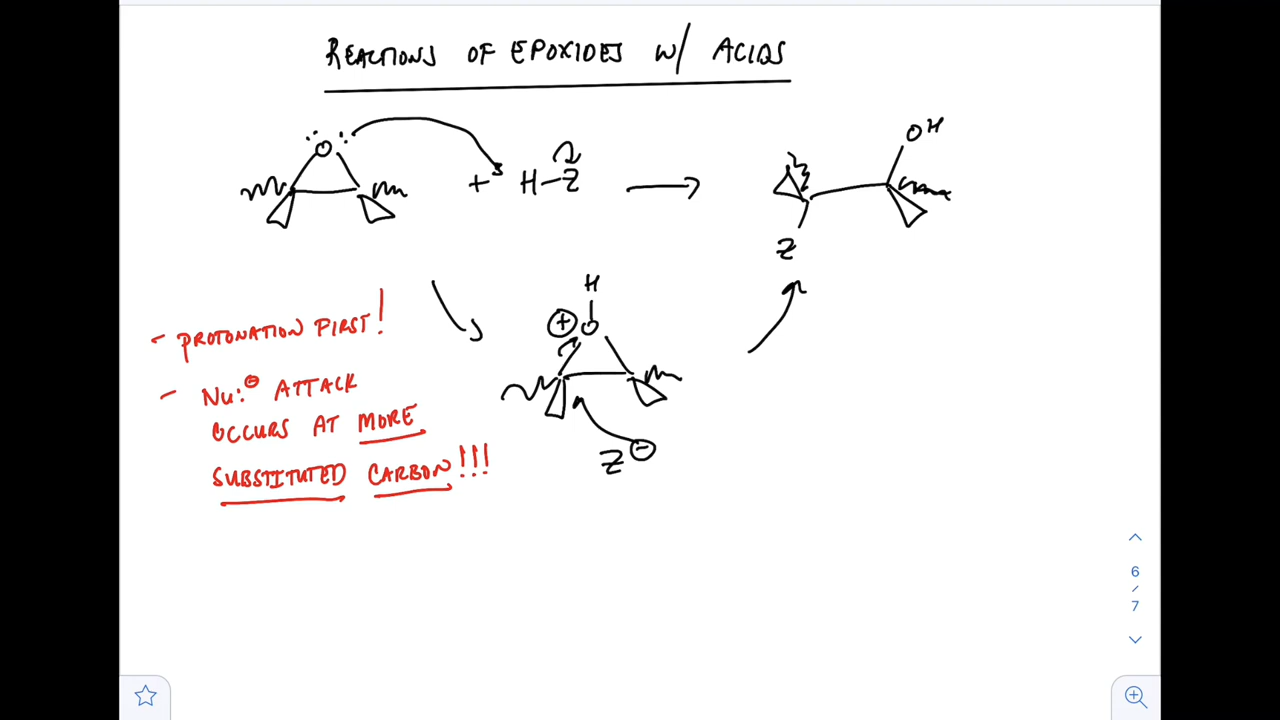 REACTIONS OF EPOXIDES W/ ACIDS
:O: + H-Z → OH
Z
H
⊕ O
Z ⊖
- PROTONATION FIRST!
- Nu:⊖ ATTACK
OCCURS AT MORE
SUBSTITUTED CARBON!!!
6
/
7